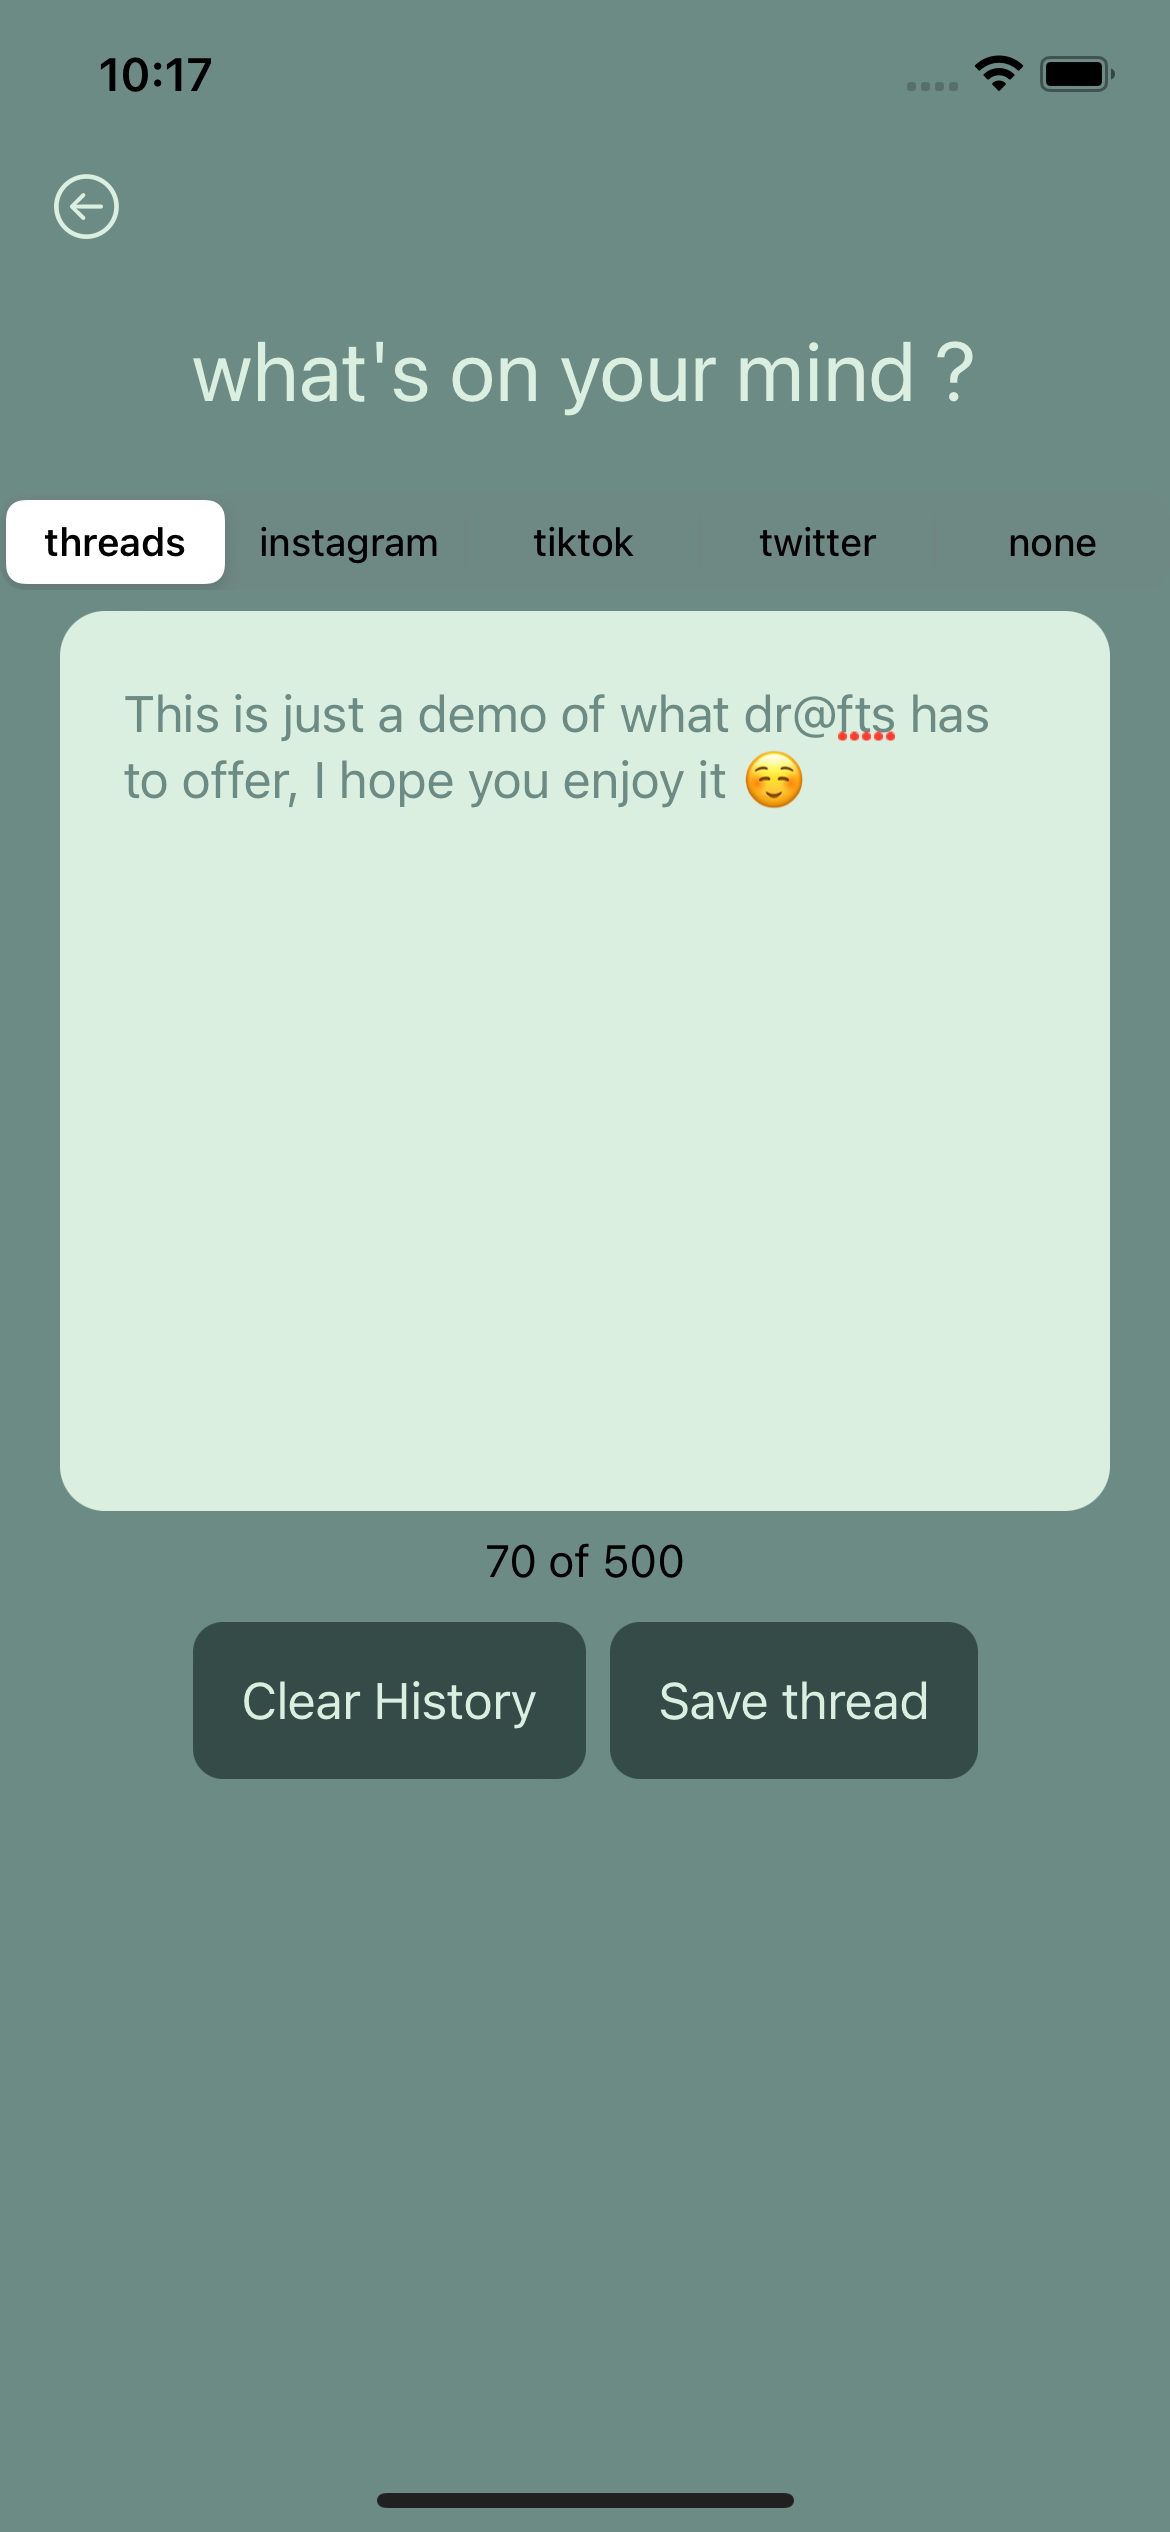 10:17
what's on your mind ?
threads instagram tiktok twitter none
This is just a demo of what dr@fts has
to offer, I hope you enjoy it ☺️
70 of 500
Clear History Save thread